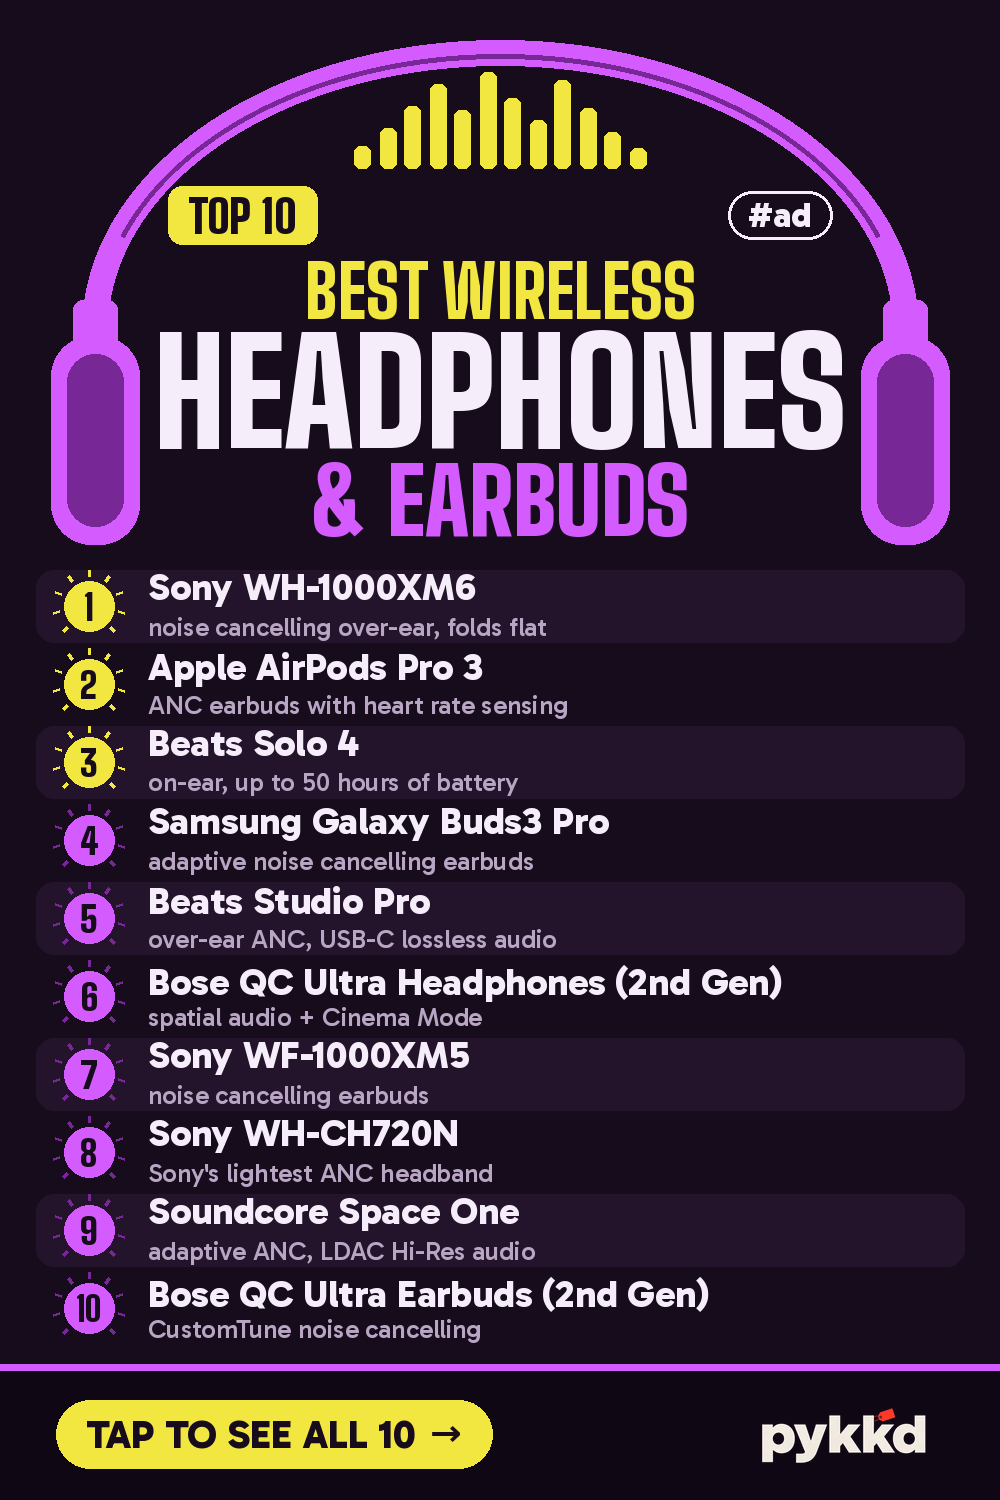 TOP 10
#ad
BEST WIRELESS
HEADPHONES
& EARBUDS
1
Sony WH-1000XM6
noise cancelling over-ear, folds flat
2
Apple AirPods Pro 3
ANC earbuds with heart rate sensing
3
Beats Solo 4
on-ear, up to 50 hours of battery
4
Samsung Galaxy Buds3 Pro
adaptive noise cancelling earbuds
5
Beats Studio Pro
over-ear ANC, USB-C lossless audio
6
Bose QC Ultra Headphones (2nd Gen)
spatial audio + Cinema Mode
7
Sony WF-1000XM5
noise cancelling earbuds
8
Sony WH-CH720N
Sony's lightest ANC headband
9
Soundcore Space One
adaptive ANC, LDAC Hi-Res audio
10
Bose QC Ultra Earbuds (2nd Gen)
CustomTune noise cancelling
TAP TO SEE ALL 10 →
pykkd